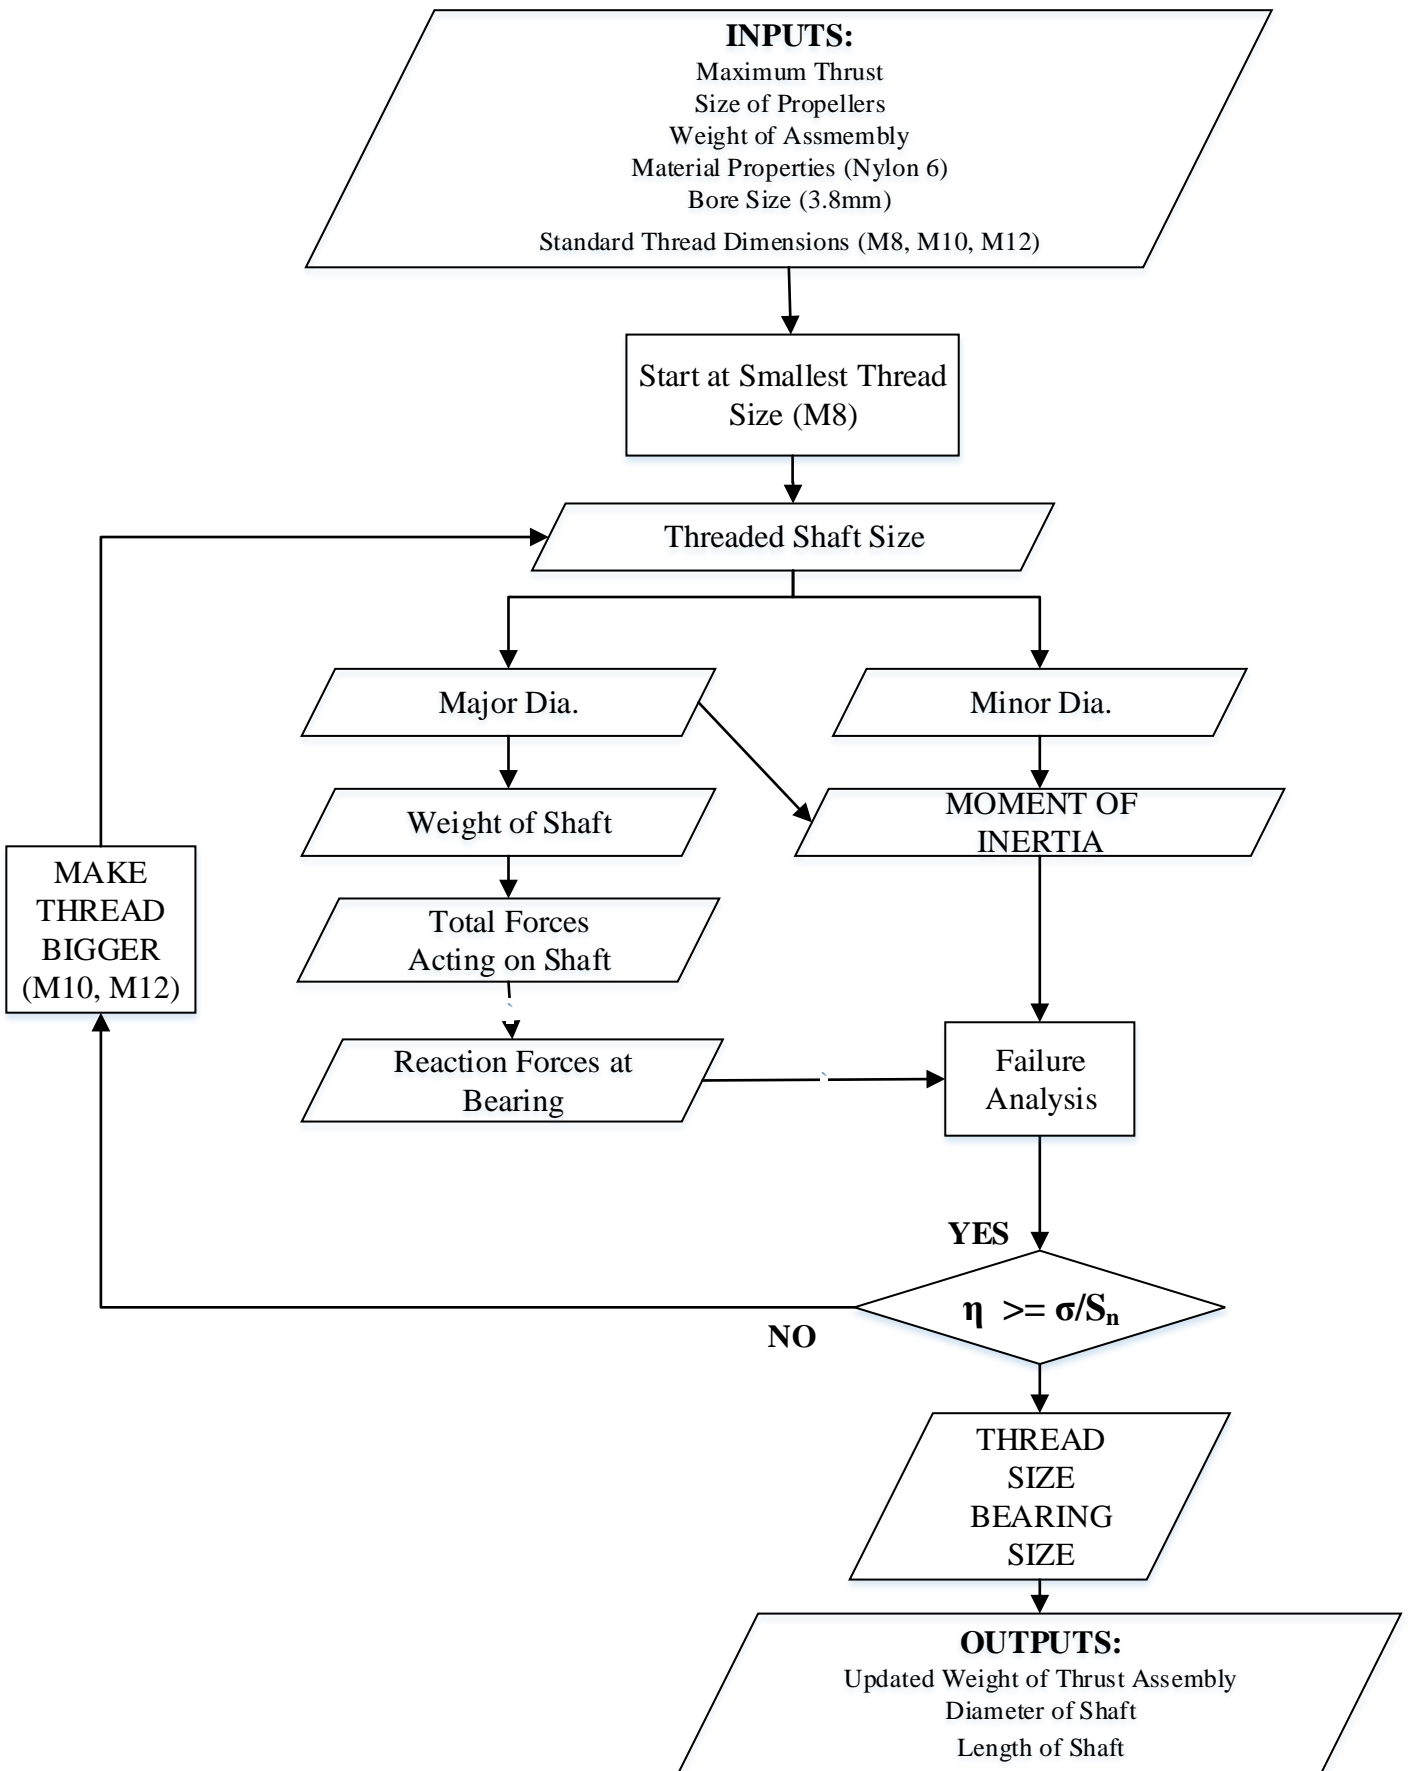 INPUTS:
Maximum Thrust
Size of Propellers
Weight of Assmembly
Material Properties (Nylon 6)
Bore Size (3.8mm)
Standard Thread Dimensions (M8, M10, M12)
Start at Smallest Thread
Size (M8)
Threaded Shaft Size
Major Dia.
Minor Dia.
Weight of Shaft
MOMENT OF
INERTIA
MAKE
THREAD
BIGGER
(M10, M12)
Total Forces
Acting on Shaft
`
Reaction Forces at
Bearing
`
Failure
Analysis
YES
η >= σ/Sₙ
NO
THREAD
SIZE
BEARING
SIZE
OUTPUTS:
Updated Weight of Thrust Assembly
Diameter of Shaft
Length of Shaft